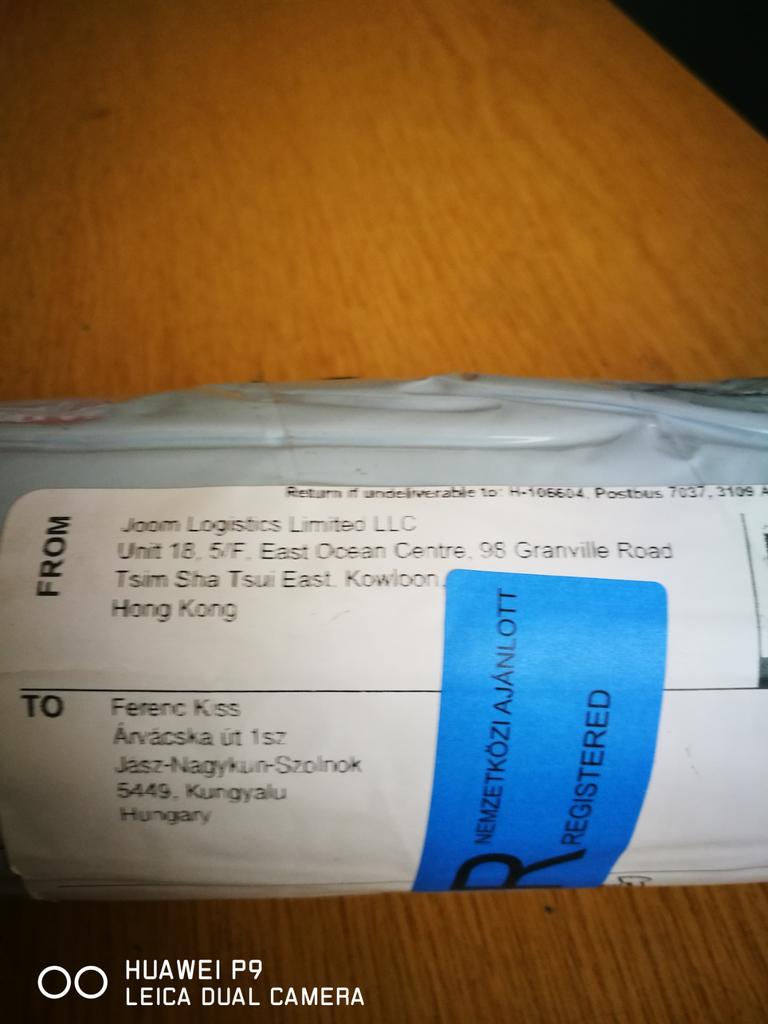 Return if undeliverable to: H-106604, Postbus 7037, 3109 A
FROM
Joom Logistics Limited LLC
Unit 18, 5/F, East Ocean Centre, 98 Granville Road
Tsim Sha Tsui East, Kowloon,
Hong Kong
TO
Ferenc Kiss
Árvácska út 1sz
Jász-Nagykun-Szolnok
5449, Kungyalu
Hungary
R
NEMZETKÖZI AJÁNLOTT
REGISTERED
HUAWEI P9
LEICA DUAL CAMERA